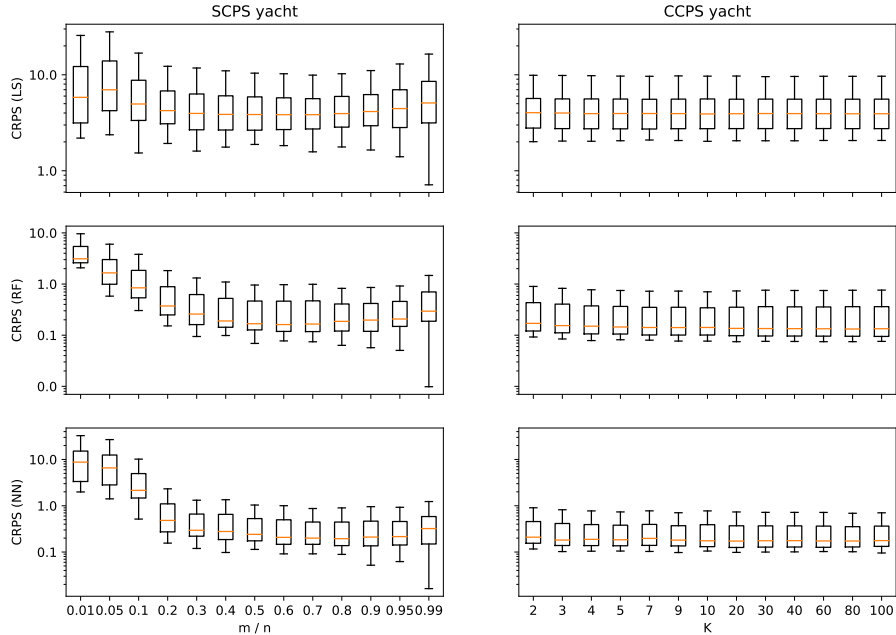 SCPS yacht
CCPS yacht
CRPS (LS)
10.0
1.0
CRPS (RF)
10.0
1.0
0.1
0.0
CRPS (NN)
10.0
1.0
0.1
0.01 0.05 0.1 0.2 0.3 0.4 0.5 0.6 0.7 0.8 0.9 0.95 0.99
m / n
2 3 4 5 7 9 10 20 30 40 60 80 100
K